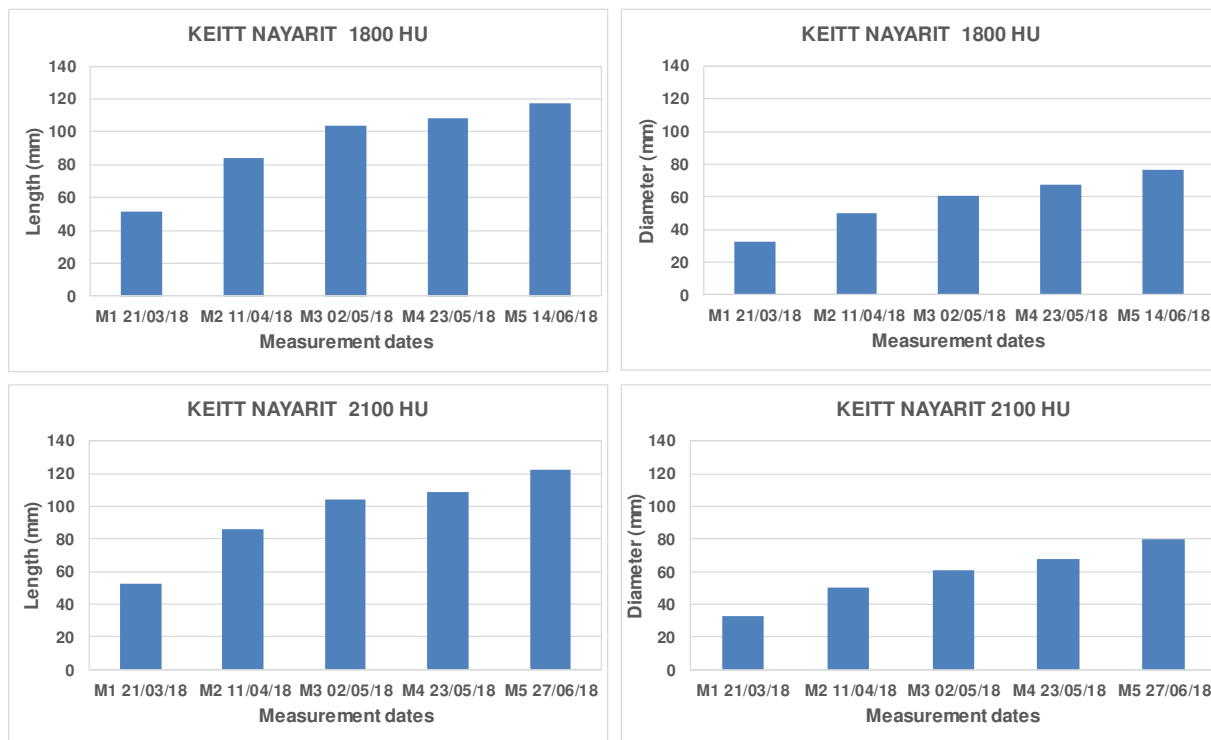 KEITT NAYARIT 1800 HU
140
120
100
80
60
40
20
0
Length (mm)
M1 21/03/18 M2 11/04/18 M3 02/05/18 M4 23/05/18 M5 14/06/18
Measurement dates
KEITT NAYARIT 1800 HU
140
120
100
80
60
40
20
0
Diameter (mm)
M1 21/03/18 M2 11/04/18 M3 02/05/18 M4 23/05/18 M5 14/06/18
Measurement dates
KEITT NAYARIT 2100 HU
140
120
100
80
60
40
20
0
Length (mm)
M1 21/03/18 M2 11/04/18 M3 02/05/18 M4 23/05/18 M5 27/06/18
Measurement dates
KEITT NAYARIT 2100 HU
140
120
100
80
60
40
20
0
Diameter (mm)
M1 21/03/18 M2 11/04/18 M3 02/05/18 M4 23/05/18 M5 27/06/18
Measurement dates